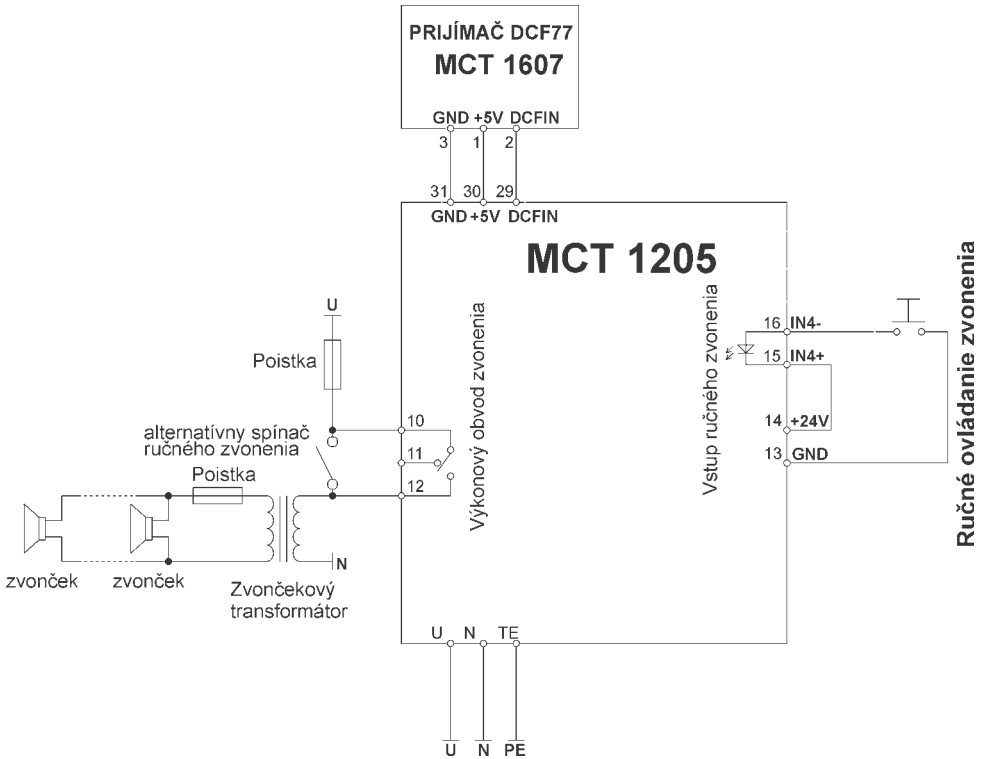 PRIJÍMAČ DCF77
MCT 1607
GND +5V DCFIN
3 1 2
31 30 29
GND +5V DCFIN
MCT 1205
U
Poistka
alternatívny spínač
ručného zvonenia
Poistka
10
11
12
Výkonový obvod zvonenia
Vstup ručného zvonenia
16 IN4-
15 IN4+
14 +24V
13 GND
Ručné ovládanie zvonenia
N
zvonček
zvonček
Zvončekový
transformátor
U N TE
U N PE